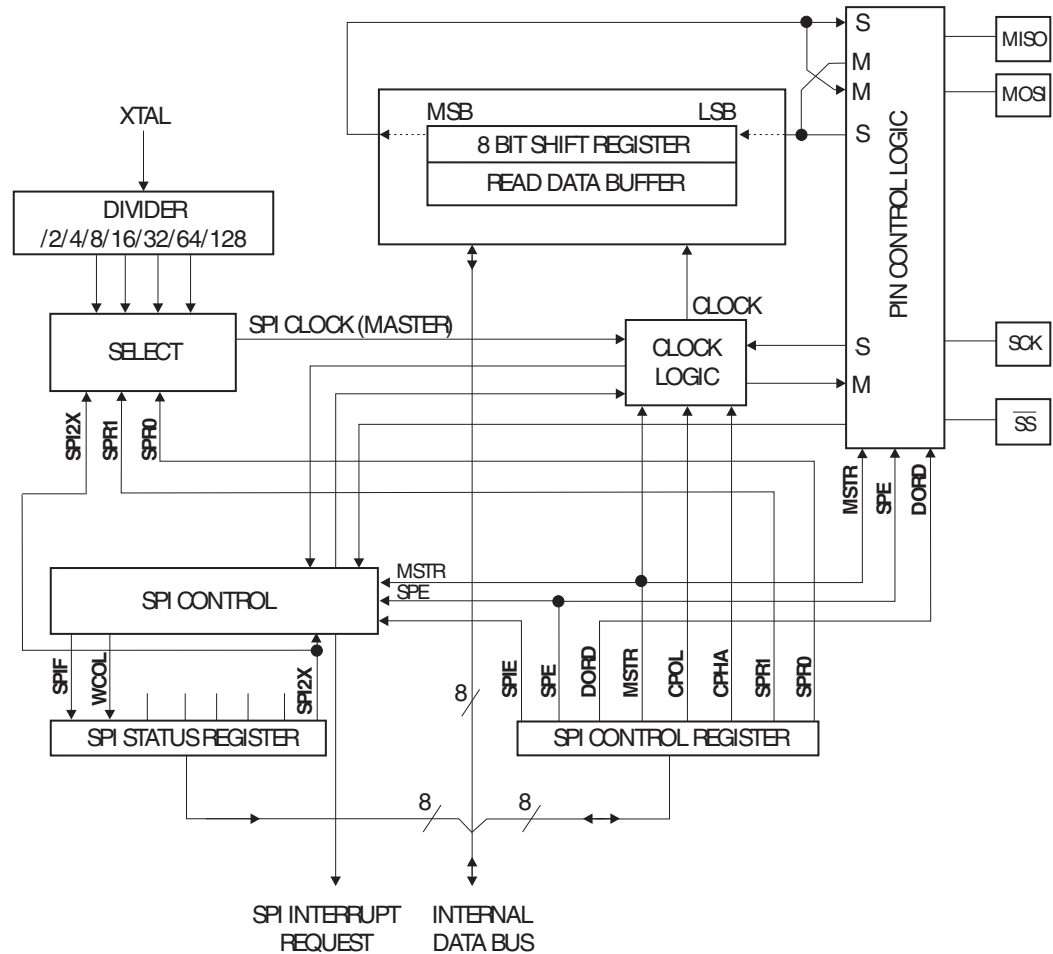 S
MISO
M
M
MOSI
MSB
LSB
XTAL
S
8 BIT SHIFT REGISTER
READ DATA BUFFER
DIVIDER
/2/4/8/16/32/64/128
PIN CONTROL LOGIC
CLOCK
SPI CLOCK (MASTER)
SELECT
CLOCK
LOGIC
S
SCK
M
SPI2X
SPR1
SPR0
SS
MSTR
SPE
DORD
MSTR
SPE
SPI CONTROL
SPIF
WCOL
SPI2X
SPIE
SPE
DORD
MSTR
CPOL
CPHA
SPR1
SPR0
8
SPI STATUS REGISTER
SPI CONTROL REGISTER
8
8
SPI INTERRUPT
REQUEST
INTERNAL
DATA BUS